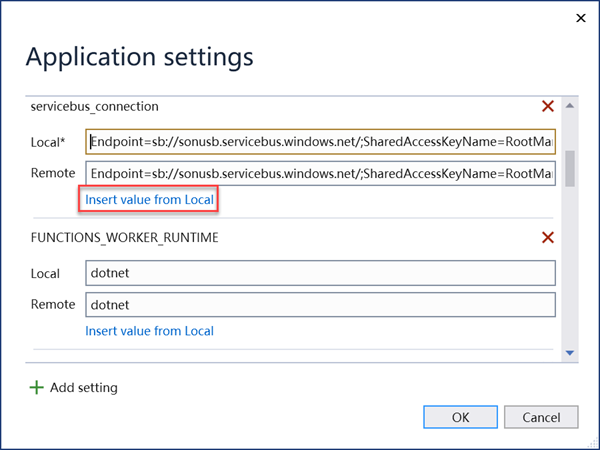 Application settings
servicebus_connection
Local* Endpoint=sb://sonusb.servicebus.windows.net/;SharedAccessKeyName=RootMa
Remote Endpoint=sb://sonusb.servicebus.windows.net/;SharedAccessKeyName=RootMa
Insert value from Local
FUNCTIONS_WORKER_RUNTIME
Local dotnet
Remote dotnet
Insert value from Local
Add setting
OK Cancel